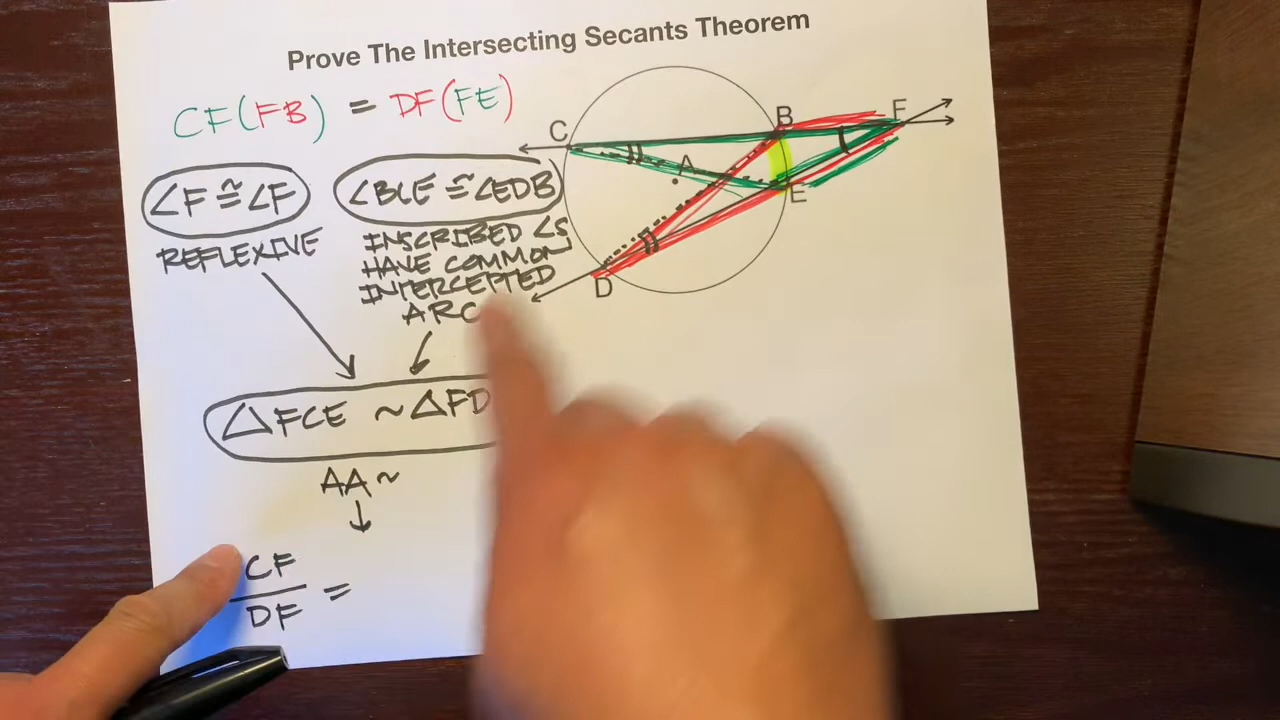 Prove The Intersecting Secants Theorem
CF(FB) = DF(FE)
C
B
F
A
E
D
∠F ≅ ∠F
REFLEXIVE
∠BCE ≅ ∠EDB
INSCRIBED ∠S
HAVE COMMON
INTERCEPTED
ARC
△FCE ~ △FD
AA~
CF
DF =